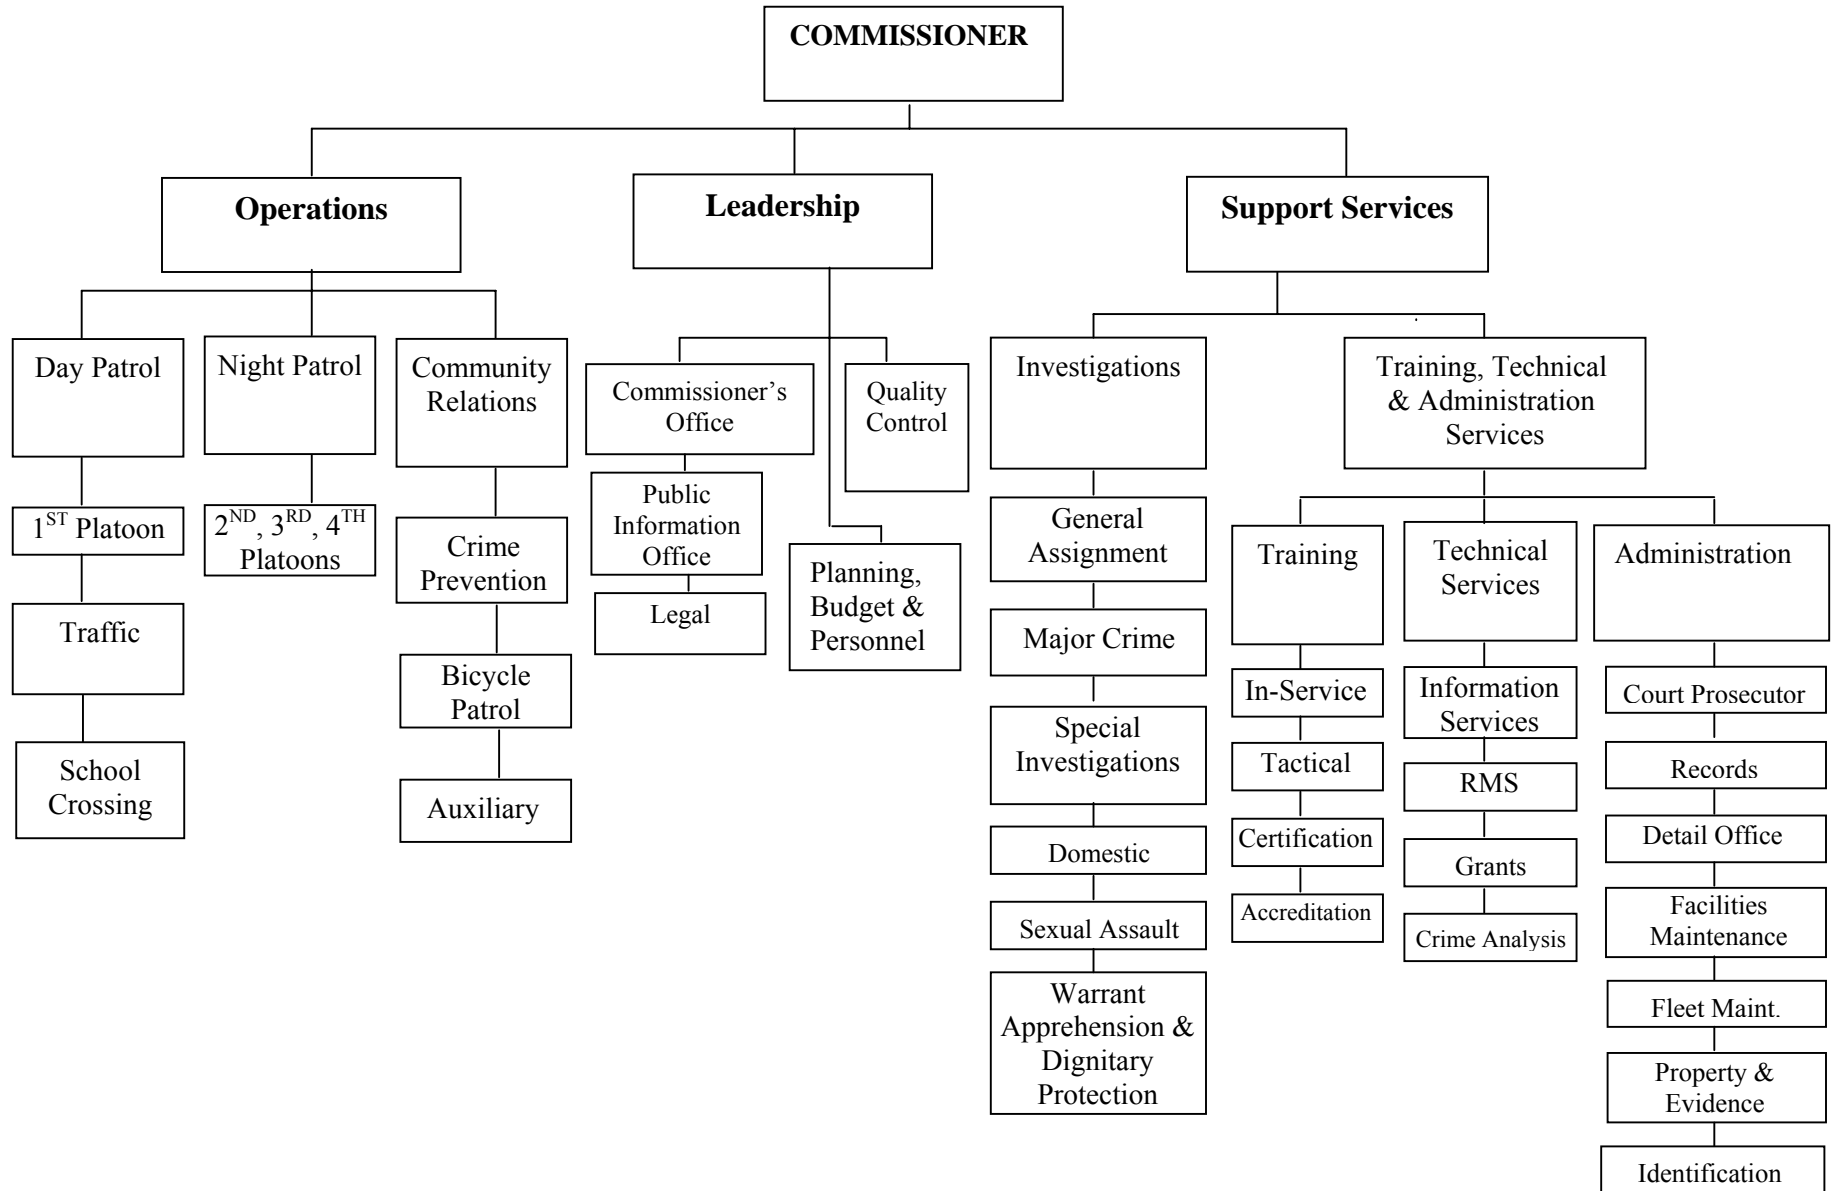 COMMISSIONER
Operations
Leadership
Support Services
Day Patrol
Night Patrol
Community
Relations
Commissioner’s
Office
Quality
Control
Investigations
Training, Technical
& Administration
Services
1ST Platoon
2ND, 3RD, 4TH
Platoons
Crime
Prevention
Public
Information
Office
Planning,
Budget &
Personnel
General
Assignment
Training
Technical
Services
Administration
Traffic
Legal
Major Crime
Bicycle
Patrol
In-Service
Information
Services
Court Prosecutor
School
Crossing
Auxiliary
Special
Investigations
Tactical
RMS
Records
Domestic
Certification
Grants
Detail Office
Sexual Assault
Accreditation
Crime Analysis
Facilities
Maintenance
Warrant
Apprehension &
Dignitary
Protection
Fleet Maint.
Property &
Evidence
Identification